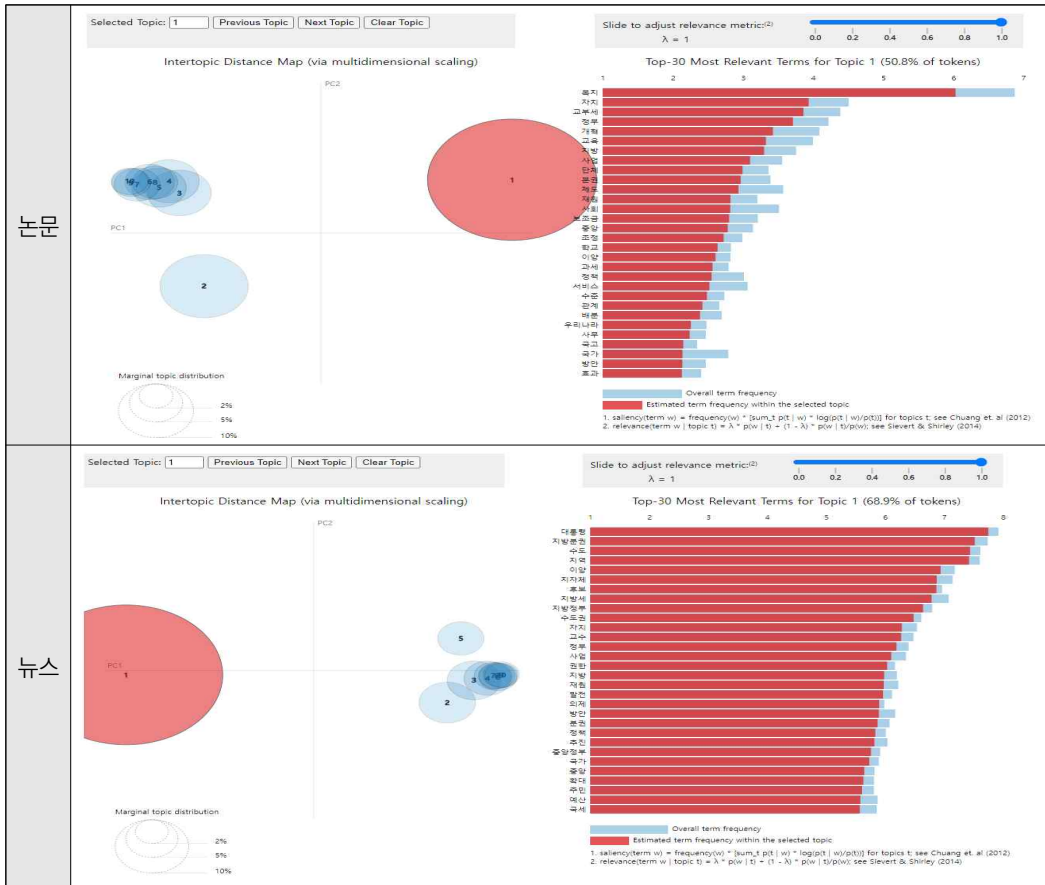 논문
Selected Topic: 1 Previous Topic Next Topic Clear Topic
Slide to adjust relevance metric:(2)
λ = 1
0.0 0.2 0.4 0.6 0.8 1.0
Intertopic Distance Map (via multidimensional scaling)
PC2
PC1
1
2
3
4
5
Marginal topic distribution
2%
5%
10%
Top-30 Most Relevant Terms for Topic 1 (50.8% of tokens)
1 2 3 4 5 6 7
복지
자치
교부세
정부
개혁
교육
지방
사업
단체
분권
제도
재원
사회
보조금
중앙
조정
학교
이양
과세
정책
서비스
수준
관계
배분
우리나라
사무
국고
국가
방안
효과
Overall term frequency
Estimated term frequency within the selected topic
1. saliency(term w) = frequency(w) * [sum_t p(t | w) * log(p(t | w)/p(t))] for topics t; see Chuang et. al (2012)
2. relevance(term w | topic t) = λ * p(w | t) + (1 - λ) * p(w | t)/p(w); see Sievert & Shirley (2014)
뉴스
Selected Topic: 1 Previous Topic Next Topic Clear Topic
Slide to adjust relevance metric:(2)
λ = 1
0.0 0.2 0.4 0.6 0.8 1.0
Intertopic Distance Map (via multidimensional scaling)
PC2
PC1
1
5
3
4
2
Marginal topic distribution
2%
5%
10%
Top-30 Most Relevant Terms for Topic 1 (68.9% of tokens)
1 2 3 4 5 6 7 8
대통령
지방분권
수도
지역
이양
지자체
후보
지방세
지방정부
수도권
자치
교수
정부
사업
권한
지방
재원
발전
의제
방안
분권
정책
추진
중앙정부
국가
중앙
확대
주민
예산
국세
Overall term frequency
Estimated term frequency within the selected topic
1. saliency(term w) = frequency(w) * [sum_t p(t | w) * log(p(t | w)/p(t))] for topics t; see Chuang et. al (2012)
2. relevance(term w | topic t) = λ * p(w | t) + (1 - λ) * p(w | t)/p(w); see Sievert & Shirley (2014)